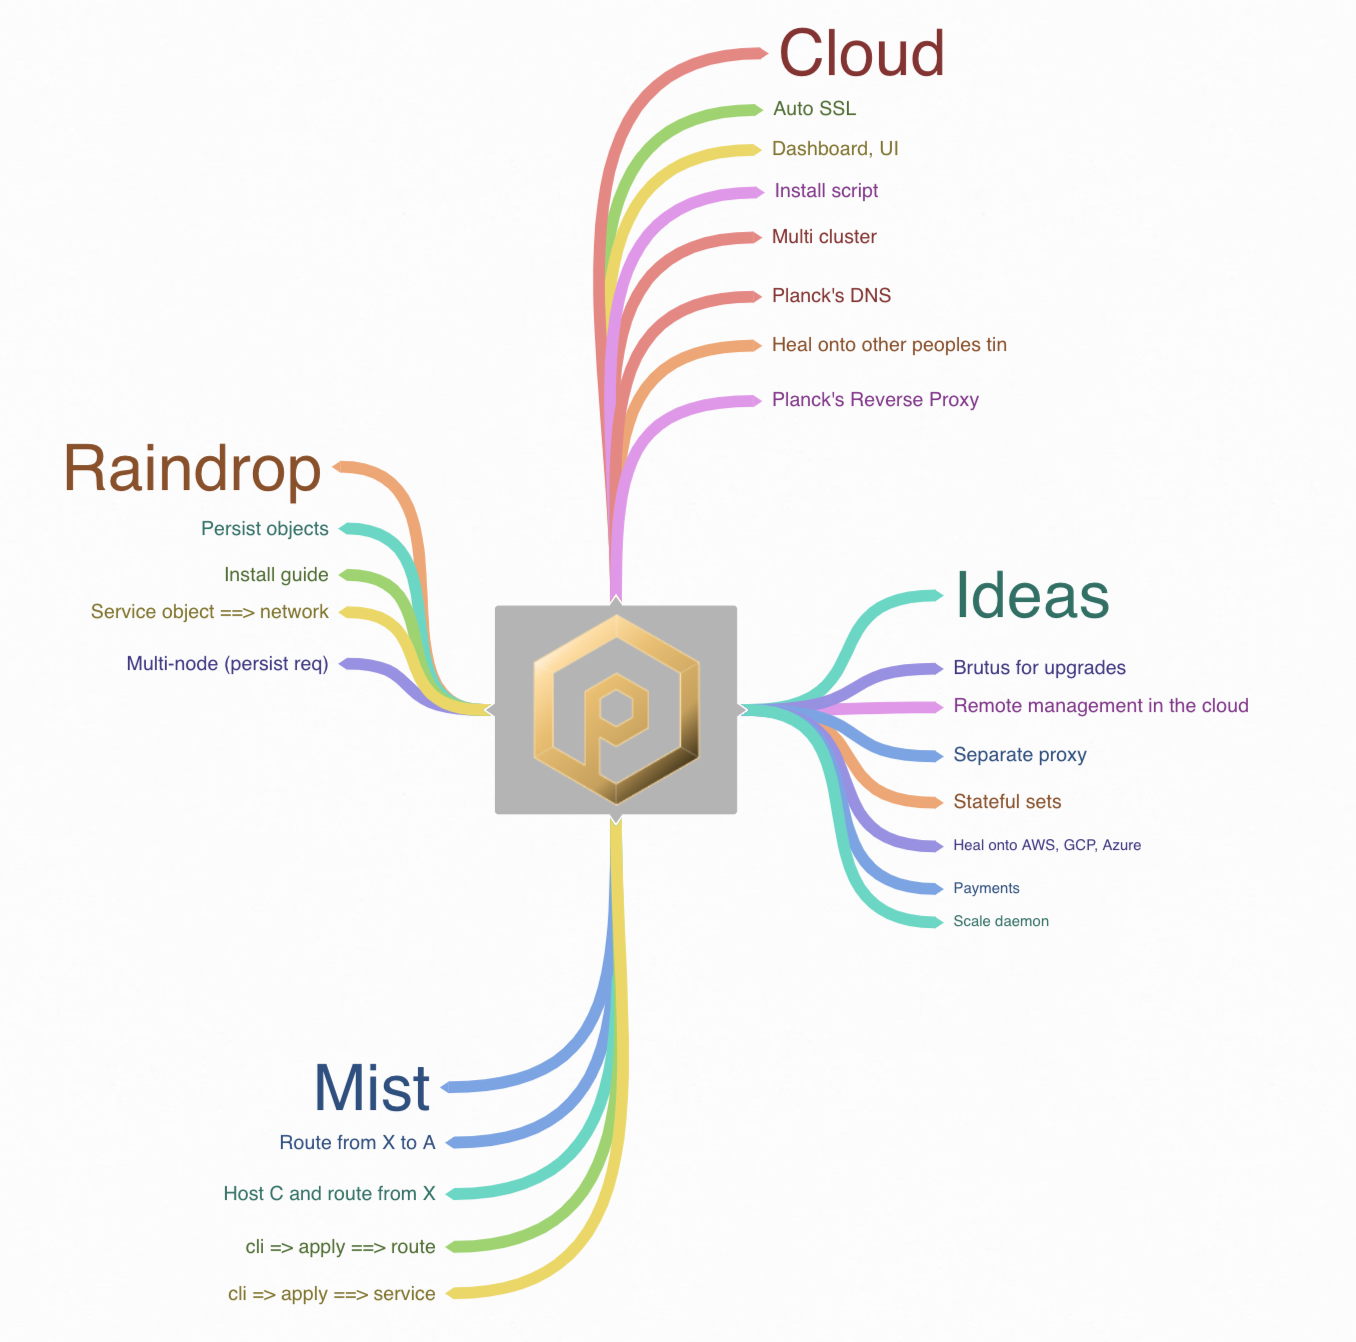 Cloud
Auto SSL
Dashboard, UI
Install script
Multi cluster
Planck's DNS
Heal onto other peoples tin
Planck's Reverse Proxy
Raindrop
Persist objects
Install guide
Service object ==> network
Multi-node (persist req)
Ideas
Brutus for upgrades
Remote management in the cloud
Separate proxy
Stateful sets
Heal onto AWS, GCP, Azure
Payments
Scale daemon
Mist
Route from X to A
Host C and route from X
cli => apply ==> route
cli => apply ==> service